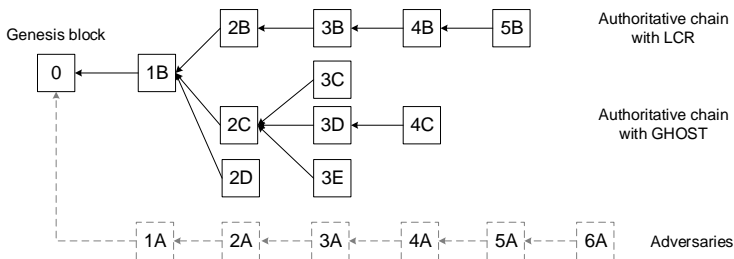 Genesis block
0
1B
2B
3B
4B
5B
Authoritative chain
with LCR
3C
2C
3D
4C
Authoritative chain
with GHOST
2D
3E
1A
2A
3A
4A
5A
6A
Adversaries